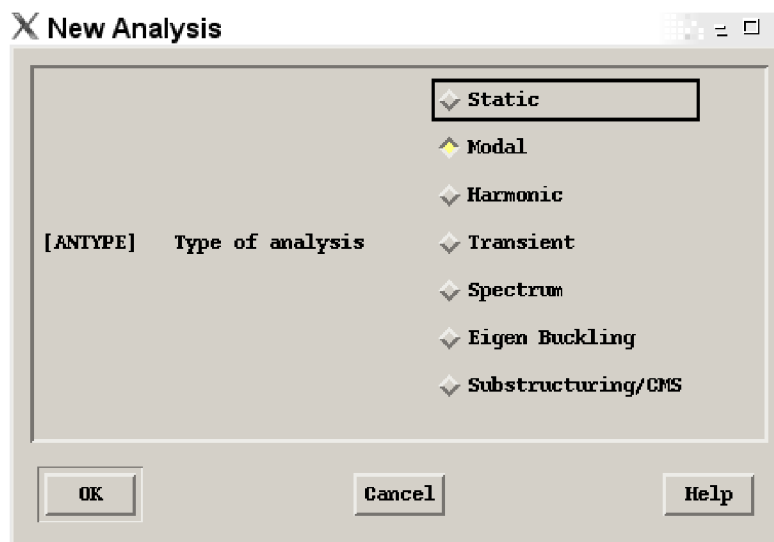 New Analysis
Static
Modal
Harmonic
[ANTYPE] Type of analysis
Transient
Spectrum
Eigen Buckling
Substructuring/CMS
OK
Cancel
Help